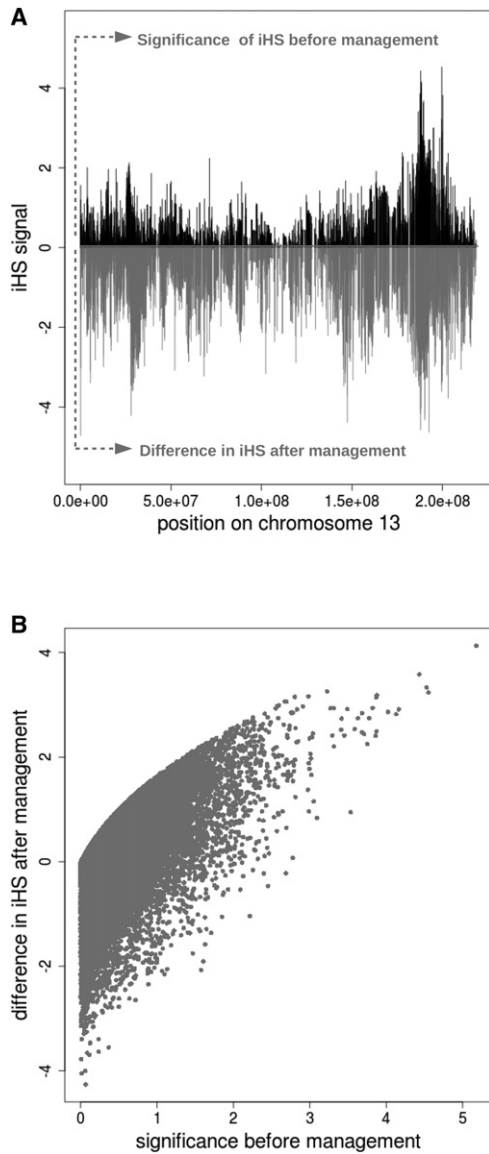 A
Significance of iHS before management
4
2
0
-2
-4
iHS signal
Difference in iHS after management
0.0e+00 5.0e+07 1.0e+08 1.5e+08 2.0e+08
position on chromosome 13
B
4
2
0
-2
-4
difference in iHS after management
0 1 2 3 4 5
significance before management